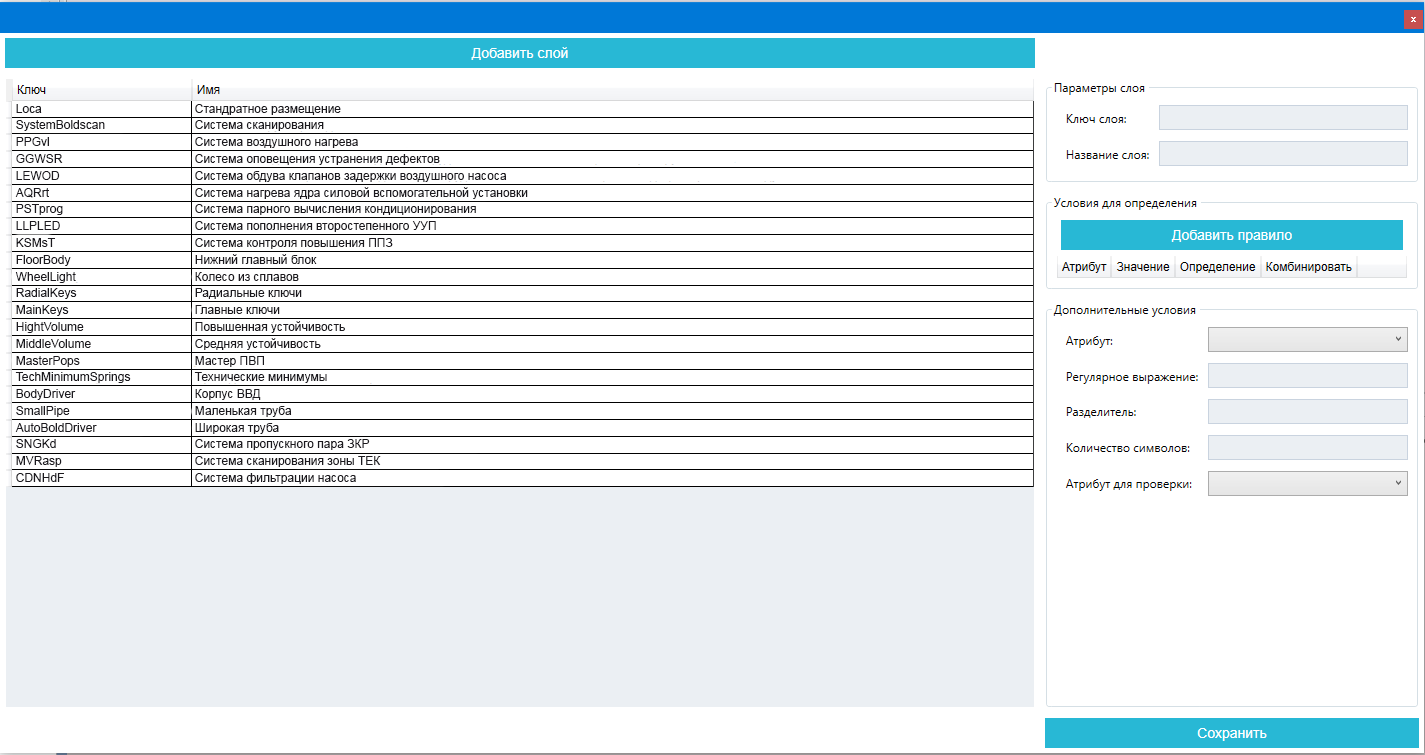 x
Добавить слой
Ключ Имя
Loca Стандратное размещение
SystemBoldscan Система сканирования
PPGvI Система воздушного нагрева
GGWSR Система оповещения устранения дефектов
LEWOD Система обдува клапанов задержки воздушного насоса
AQRrt Система нагрева ядра силовой вспомогательной установки
PSTprog Система парного вычисления кондиционирования
LLPLED Система пополнения второстепенного УУП
KSMsT Система контроля повышения ППЗ
FloorBody Нижний главный блок
WheelLight Колесо из сплавов
RadialKeys Радиальные ключи
MainKeys Главные ключи
HightVolume Повышенная устойчивость
MiddleVolume Средняя устойчивость
MasterPops Мастер ПВП
TechMinimumSprings Технические минимумы
BodyDriver Корпус ВВД
SmallPipe Маленькая труба
AutoBoldDriver Широкая труба
SNGKd Система пропускного пара ЗКР
MVRasp Система сканирования зоны ТЕК
CDNHdF Система фильтрации насоса
Параметры слоя
Ключ слоя:
Название слоя:
Условия для определения
Добавить правило
Атрибут Значение Определение Комбинировать
Дополнительные условия
Атрибут:
Регулярное выражение:
Разделитель:
Количество символов:
Атрибут для проверки:
Сохранить